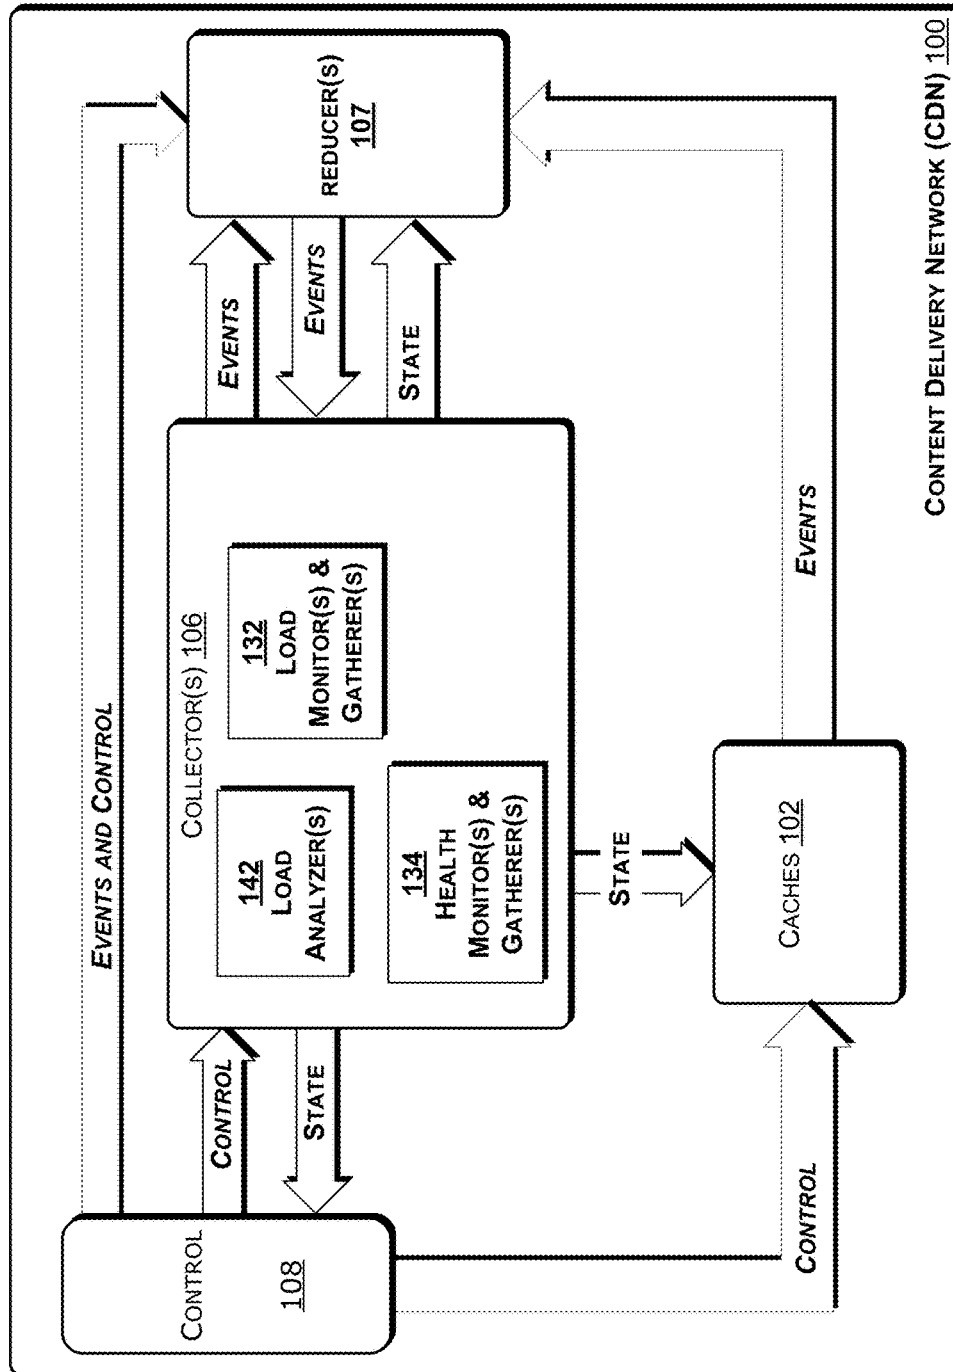 EVENTS AND CONTROL
CONTROL
108
CONTROL
STATE
COLLECTOR(S) 106
142
LOAD
ANALYZER(S)
132
LOAD
MONITOR(S) &
GATHERER(S)
134
HEALTH
MONITOR(S) &
GATHERER(S)
EVENTS
EVENTS
STATE
REDUCER(S)
107
STATE
CACHES 102
CONTROL
EVENTS
CONTENT DELIVERY NETWORK (CDN) 100